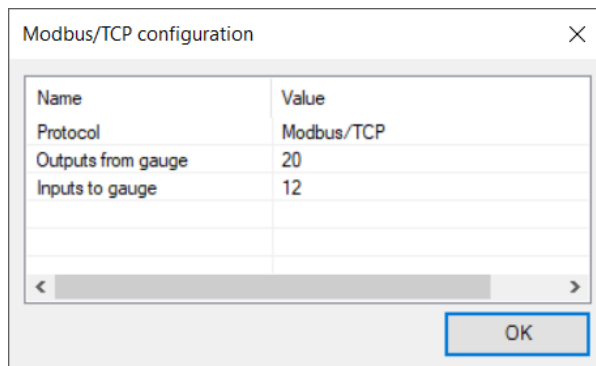 Modbus/TCP configuration
Name Value
Protocol Modbus/TCP
Outputs from gauge 20
Inputs to gauge 12
OK